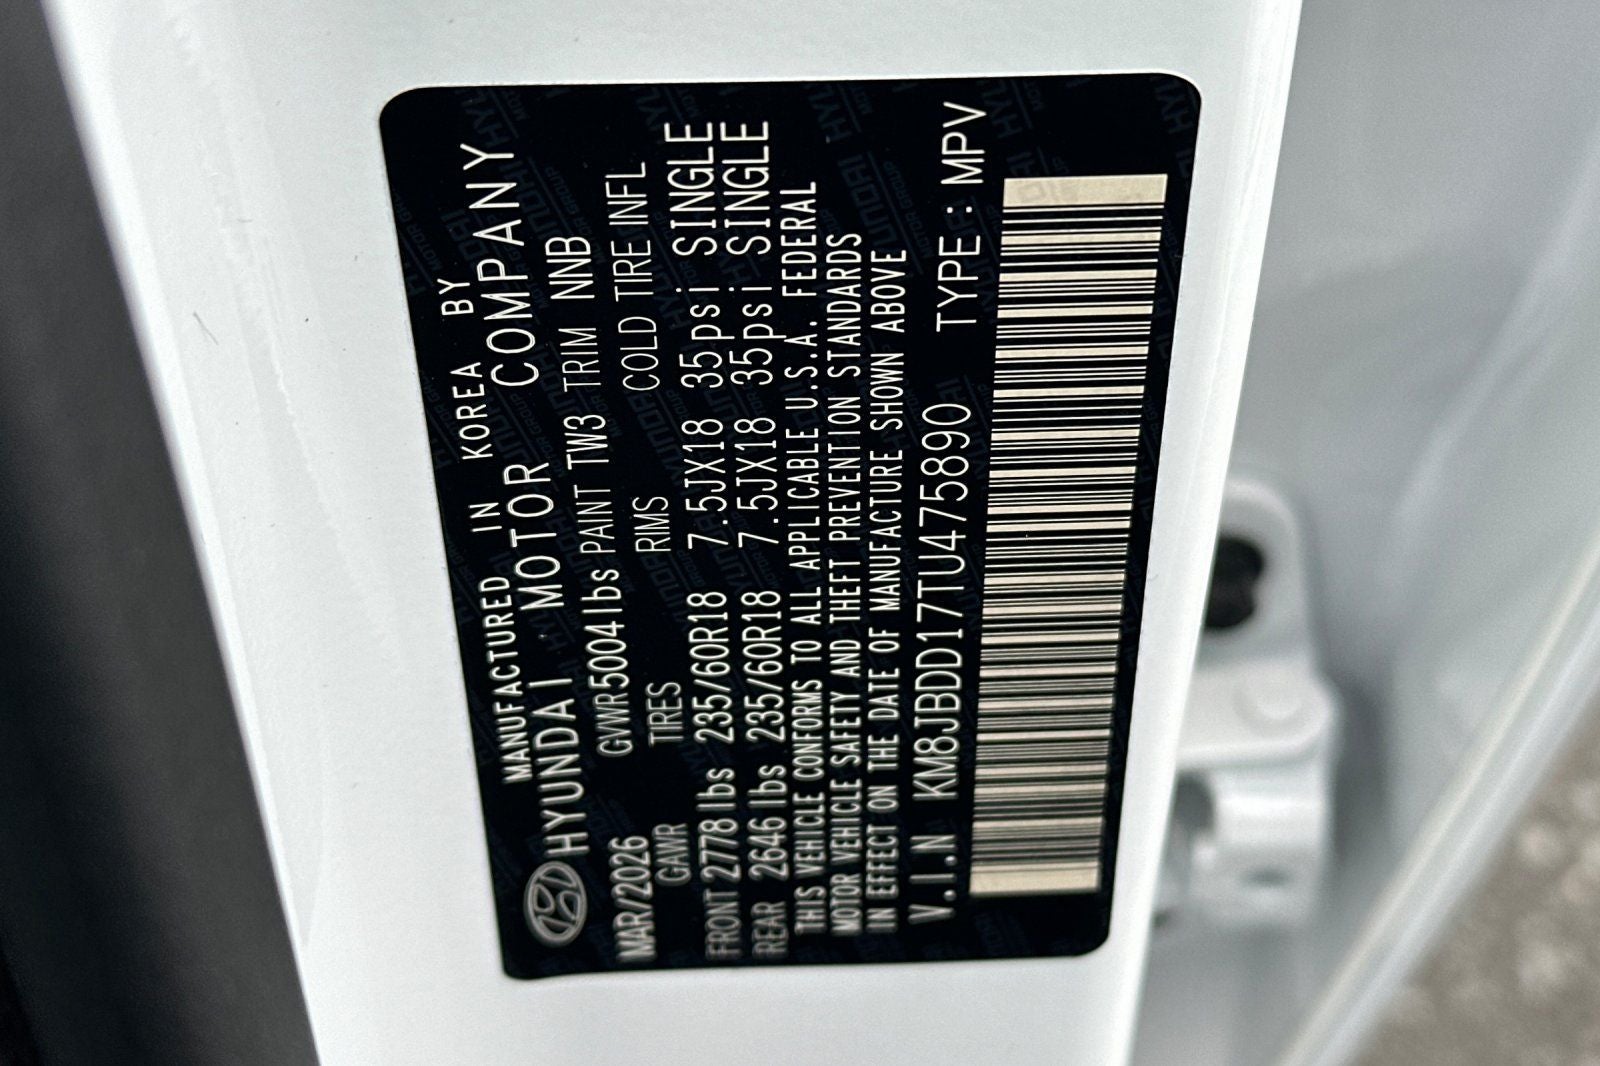 MANUFACTURED IN KOREA BY
HYUNDAI MOTOR COMPANY
MAR/2026 GVWR 5004 lbs PAINT TW3 TRIM NNB
GAWR TIRES RIMS COLD TIRE INFL
FRONT 2778 lbs 235/60R18 7.5JX18 35psi SINGLE
REAR 2646 lbs 235/60R18 7.5JX18 35psi SINGLE
THIS VEHICLE CONFORMS TO ALL APPLICABLE U.S.A. FEDERAL
MOTOR VEHICLE SAFETY AND THEFT PREVENTION STANDARDS
IN EFFECT ON THE DATE OF MANUFACTURE SHOWN ABOVE
V.I.N KM8JBDD17TU475890 TYPE: MPV